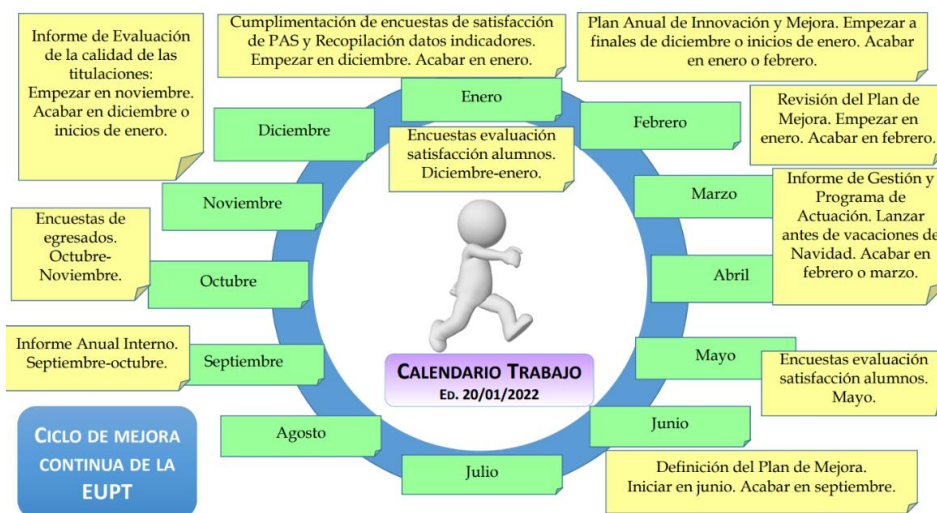 Informe de Evaluación
de la calidad de las
titulaciones:
Empezar en noviembre.
Acabar en diciembre o
inicios de enero.
Cumplimentación de encuestas de satisfacción
de PAS y Recopilación datos indicadores.
Empezar en diciembre. Acabar en enero.
Plan Anual de Innovación y Mejora. Empezar a
finales de diciembre o inicios de enero. Acabar
en enero o febrero.
Enero
Diciembre
Febrero
Revisión del Plan de
Mejora. Empezar en
enero. Acabar en febrero.
Encuestas evaluación
satisfacción alumnos.
Diciembre-enero.
Noviembre
Marzo
Informe de Gestión y
Programa de
Actuación. Lanzar
antes de vacaciones de
Navidad. Acabar en
febrero o marzo.
Encuestas de
egresados.
Octubre-
Noviembre.
Octubre
Abril
Informe Anual Interno.
Septiembre-octubre.
Septiembre
Mayo
Encuestas evaluación
satisfacción alumnos.
Mayo.
CALENDARIO TRABAJO
ED. 20/01/2022
Agosto
Junio
Julio
Definición del Plan de Mejora.
Iniciar en junio. Acabar en septiembre.
CICLO DE MEJORA
CONTINUA DE LA
EUPT